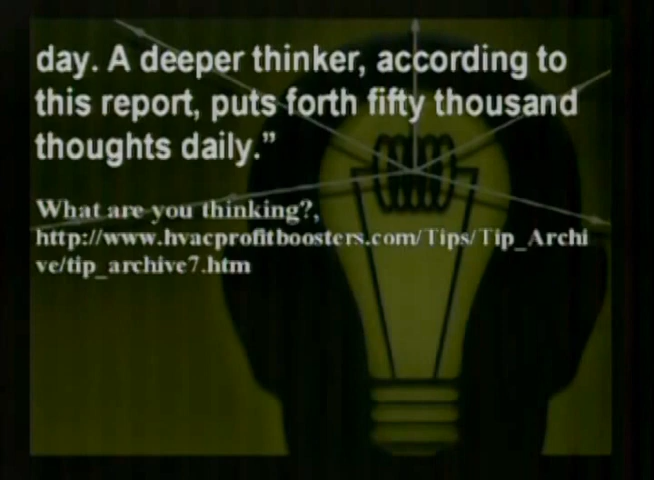 day. A deeper thinker, according to
this report, puts forth fifty thousand
thoughts daily.”
What are you thinking?,
http://www.hvacprofitboosters.com/Tips/Tip_Archi
ve/tip_archive7.htm